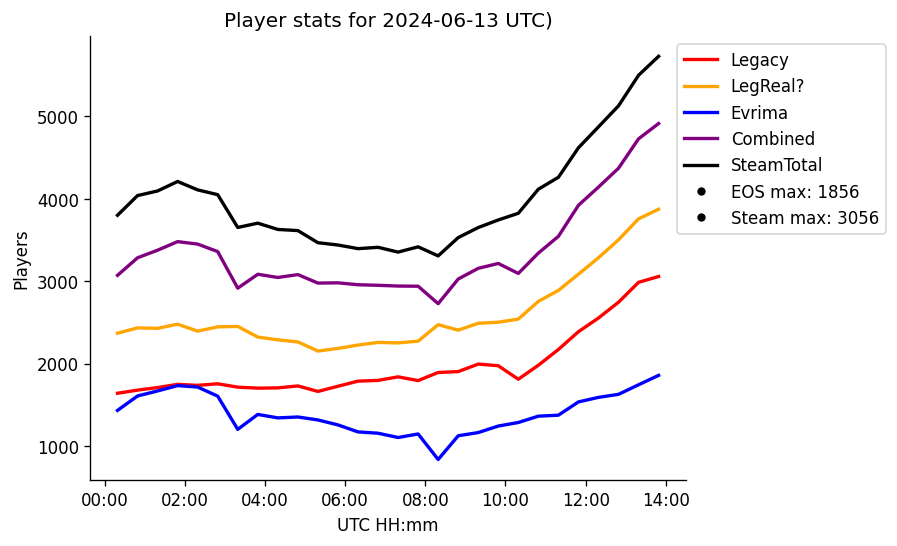 Player stats for 2024-06-13 UTC)
Legacy
LegReal?
Evrima
Combined
SteamTotal
EOS max: 1856
Steam max: 3056
Players
5000
4000
3000
2000
1000
00:00 02:00 04:00 06:00 08:00 10:00 12:00 14:00
UTC HH:mm